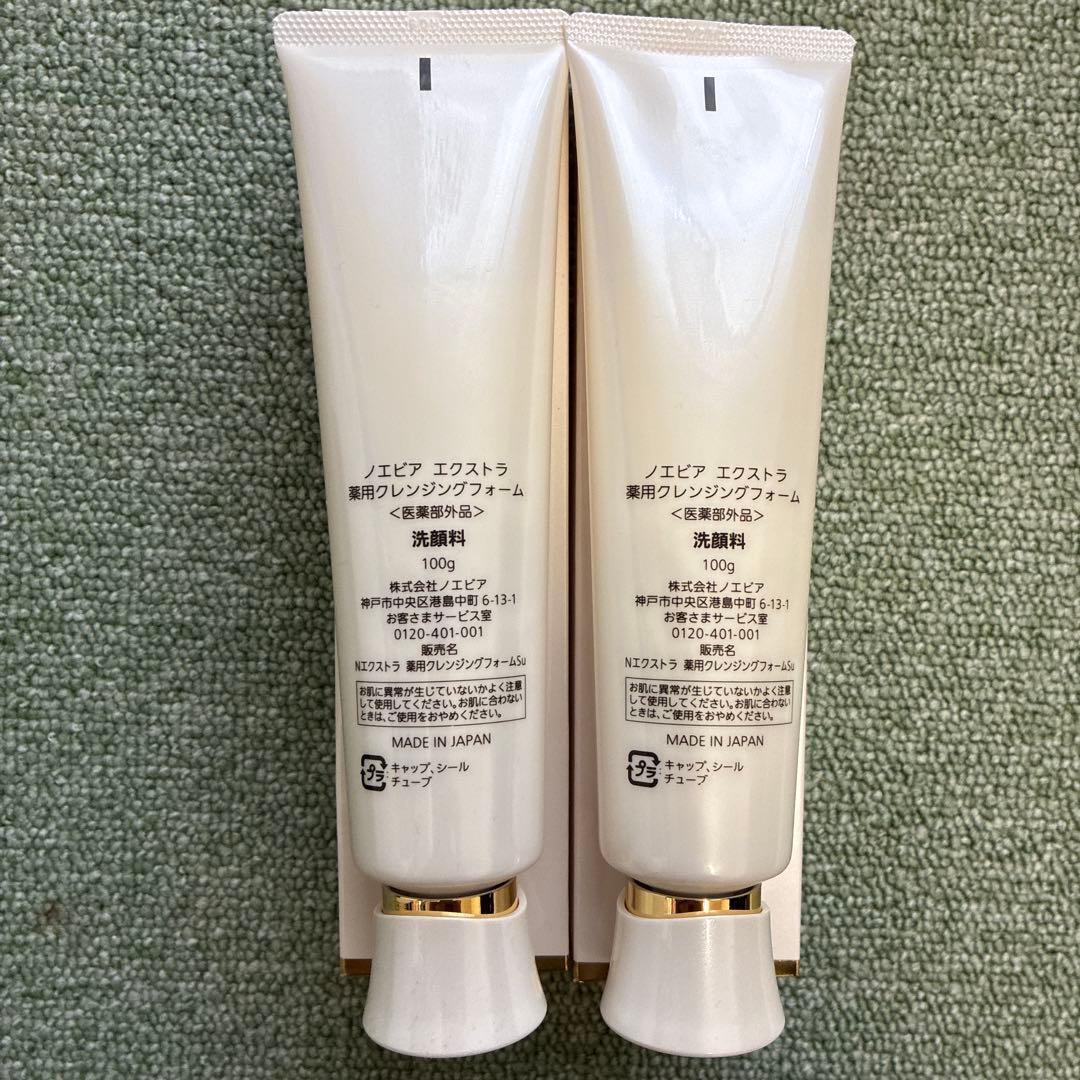 ノエビア エクストラ
薬用クレンジングフォーム
<医薬部外品>
洗顔料
100g
株式会社ノエビア
神戸市中央区港島中町6-13-1
お客さまサービス室
0120-401-001
販売名
Nエクストラ 薬用クレンジングフォームSu
お肌に異常が生じていないかよく注意
して使用してください。お肌に合わない
ときは、ご使用をおやめください。
MADE IN JAPAN
プラ
キャップ、シール
チューブ
ノエビア エクストラ
薬用クレンジングフォーム
<医薬部外品>
洗顔料
100g
株式会社ノエビア
神戸市中央区港島中町6-13-1
お客さまサービス室
0120-401-001
販売名
Nエクストラ 薬用クレンジングフォームSu
お肌に異常が生じていないかよく注意
して使用してください。お肌に合わない
ときは、ご使用をおやめください。
MADE IN JAPAN
プラ
キャップ、シール
チューブ